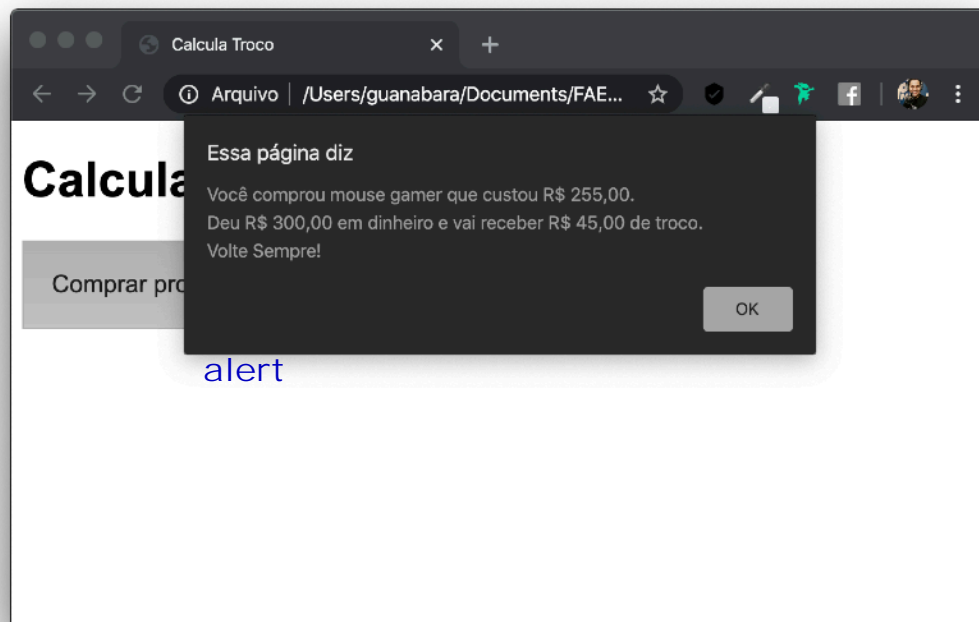 Calcula Troco
Arquivo | /Users/guanabara/Documents/FAE...
Essa página diz
Você comprou mouse gamer que custou R$ 255,00.
Deu R$ 300,00 em dinheiro e vai receber R$ 45,00 de troco.
Volte Sempre!
OK
Calcula
Comprar pro
alert